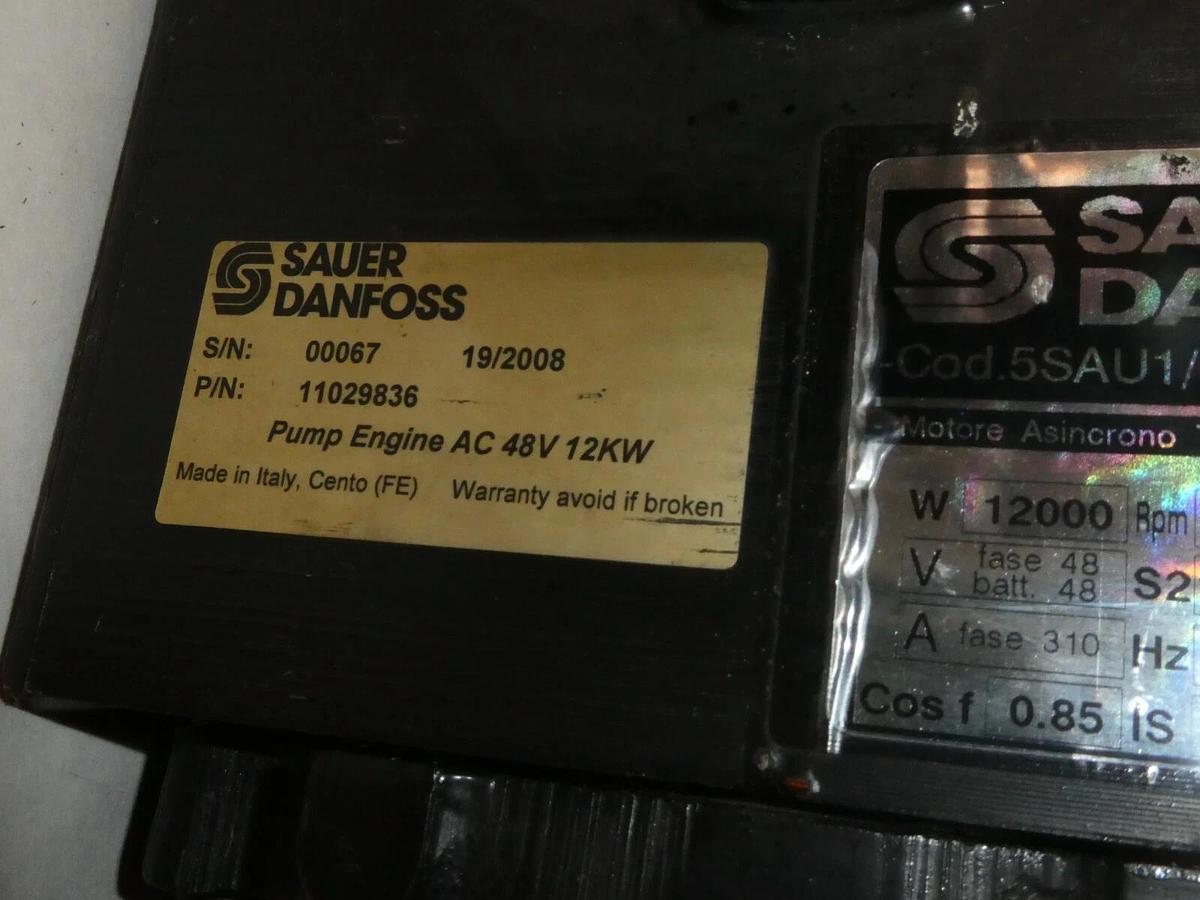 SAUER
DANFOSS
S/N: 00067 19/2008
P/N: 11029836
Pump Engine AC 48V 12KW
Made in Italy, Cento (FE) Warranty avoid if broken
SA
DA
-Cod.5SAU1/
Motore Asincrono
W 12000 Rpm
V fase 48
batt. 48 S2
A fase 310 Hz
Cos f 0.85 IS